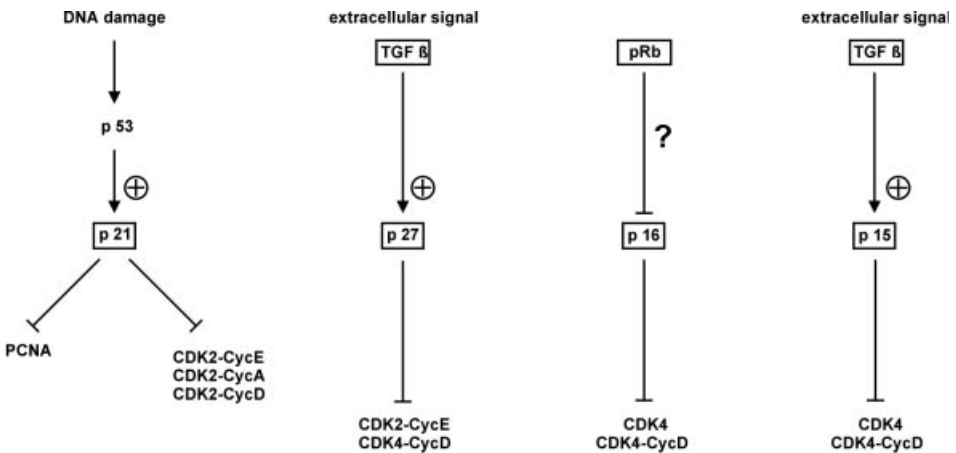 DNA damage
p 53
p 21
PCNA
CDK2-CycE
CDK2-CycA
CDK2-CycD
extracellular signal
TGF ß
p 27
CDK2-CycE
CDK4-CycD
pRb
?
p 16
CDK4
CDK4-CycD
extracellular signal
TGF ß
p 15
CDK4
CDK4-CycD